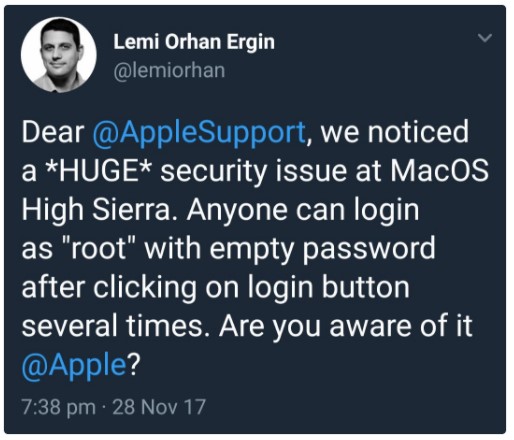 Lemi Orhan Ergin
@lemiorhan
Dear @AppleSupport, we noticed
a *HUGE* security issue at MacOS
High Sierra. Anyone can login
as "root" with empty password
after clicking on login button
several times. Are you aware of it
@Apple?
7:38 pm · 28 Nov 17